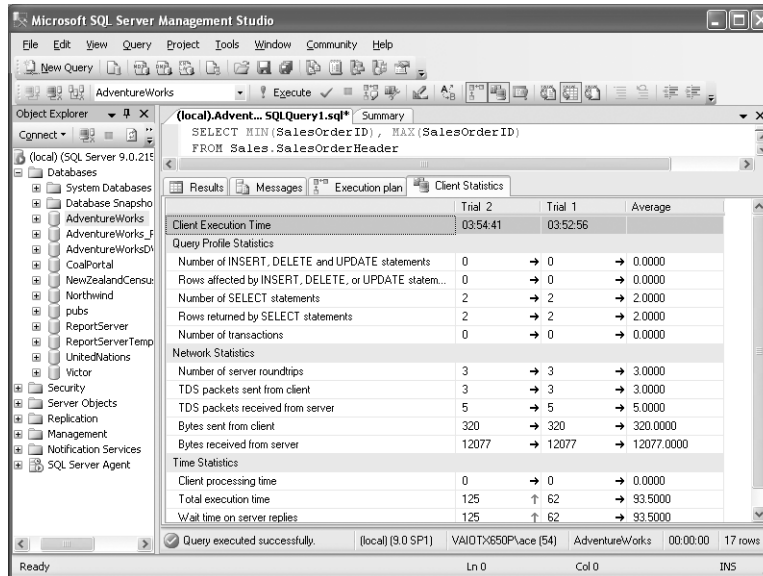 Microsoft SQL Server Management Studio
File Edit View Query Project Tools Window Community Help
New Query
AdventureWorks Execute
Object Explorer
Connect
(local) (SQL Server 9.0.215
Databases
System Databases
Database Snapsho
AdventureWorks
AdventureWorks_F
AdventureWorksD
CoalPortal
NewZealandCensu
Northwind
pubs
ReportServer
ReportServerTemp
UnitedNations
Victor
Security
Server Objects
Replication
Management
Notification Services
SQL Server Agent
(local).Advent... SQLQuery1.sql* Summary
SELECT MIN(SalesOrderID), MAX(SalesOrderID)
FROM Sales.SalesOrderHeader
Results Messages Execution plan Client Statistics
Trial 2 Trial 1 Average
Client Execution Time 03:54:41 03:52:56
Query Profile Statistics
Number of INSERT, DELETE and UPDATE statements 0 → 0 → 0.0000
Rows affected by INSERT, DELETE, or UPDATE statem... 0 → 0 → 0.0000
Number of SELECT statements 2 → 2 → 2.0000
Rows returned by SELECT statements 2 → 2 → 2.0000
Number of transactions 0 → 0 → 0.0000
Network Statistics
Number of server roundtrips 3 → 3 → 3.0000
TDS packets sent from client 3 → 3 → 3.0000
TDS packets received from server 5 → 5 → 5.0000
Bytes sent from client 320 → 320 → 320.0000
Bytes received from server 12077 → 12077 → 12077.0000
Time Statistics
Client processing time 0 → 0 → 0.0000
Total execution time 125 ↑ 62 → 93.5000
Wait time on server replies 125 ↑ 62 → 93.5000
Query executed successfully. (local) (9.0 SP1) VAIOTX650P\ace (54) AdventureWorks 00:00:00 17 rows
Ready Ln 0 Col 0 INS